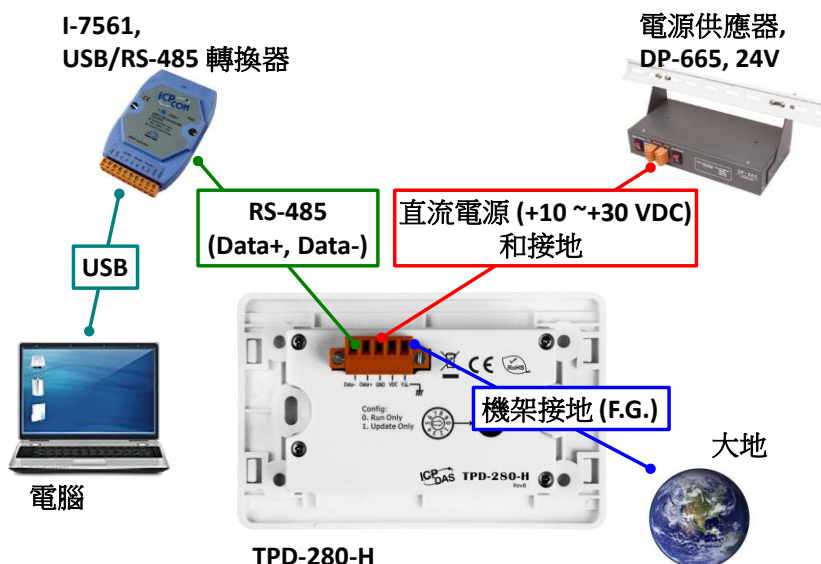 I-7561,
USB/RS-485 轉換器
電源供應器,
DP-665, 24V
ICP CON
RS-485
(Data+, Data-)
直流電源 (+10 ~+30 VDC)
和接地
USB
Data- Data+ GND VDC F.G.
CE
RoHS
Config:
0. Run Only
1. Update Only
機架接地 (F.G.)
ICP DAS TPD-280-H
RevB
大地
電腦
TPD-280-H